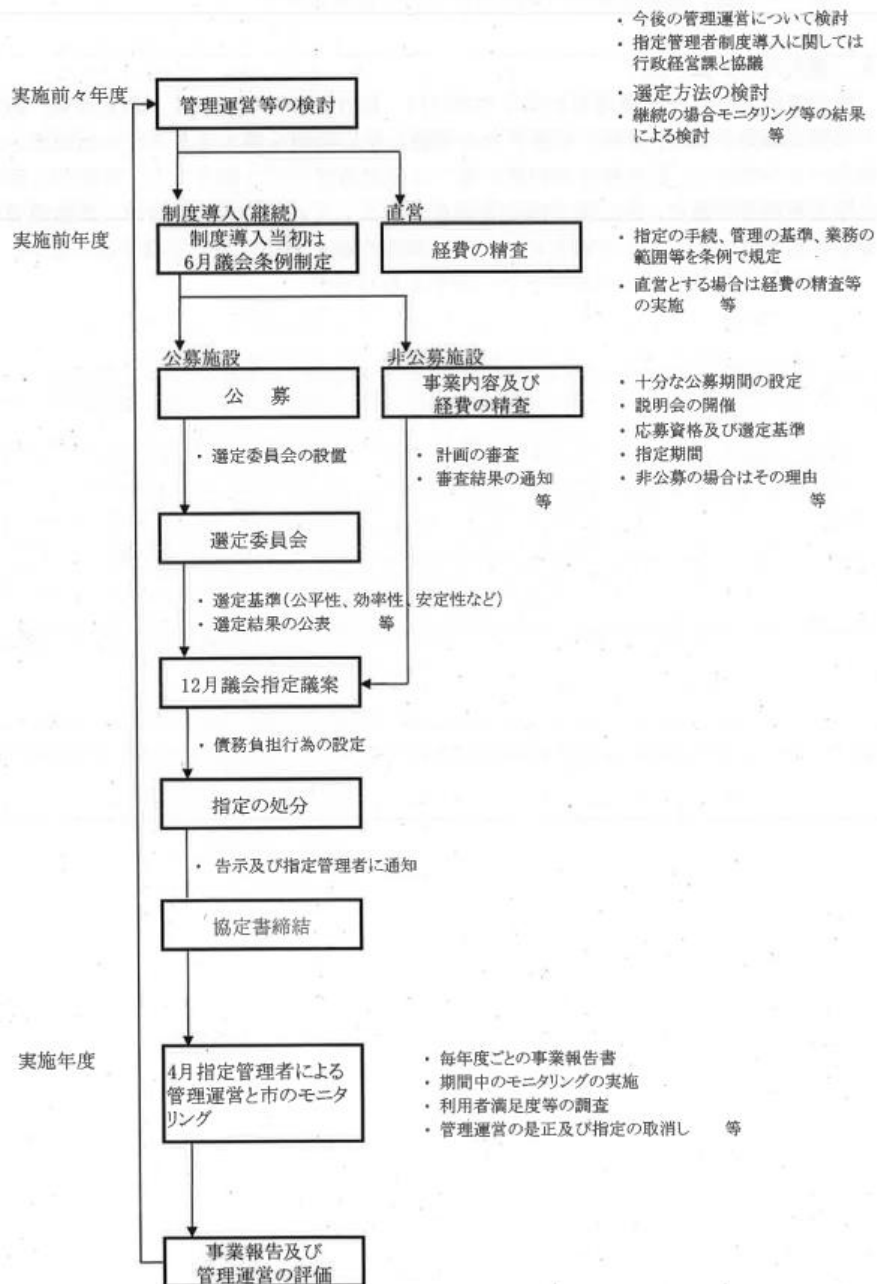 ・ 今後の管理運営について検討
・ 指定管理者制度導入に関しては
行政経営課と協議
・ 選定方法の検討
・ 継続の場合モニタリング等の結果
による検討 等
実施前々年度
管理運営等の検討
制度導入(継続)
直営
実施前年度
制度導入当初は
6月議会条例制定
経費の精査
・ 指定の手続、管理の基準、業務の
範囲等を条例で規定
・ 直営とする場合は経費の精査等
の実施 等
公募施設
非公募施設
公 募
事業内容及び
経費の精査
・ 十分な公募期間の設定
・ 説明会の開催
・ 応募資格及び選定基準
・ 指定期間
・ 非公募の場合はその理由
等
・ 選定委員会の設置
・ 計画の審査
・ 審査結果の通知
等
選定委員会
・ 選定基準(公平性、効率性、安定性など)
・ 選定結果の公表 等
12月議会指定議案
・ 債務負担行為の設定
指定の処分
・ 告示及び指定管理者に通知
協定書締結
実施年度
4月指定管理者による
管理運営と市のモニタ
リング
・ 毎年度ごとの事業報告書
・ 期間中のモニタリングの実施
・ 利用者満足度等の調査
・ 管理運営の是正及び指定の取消し 等
事業報告及び
管理運営の評価